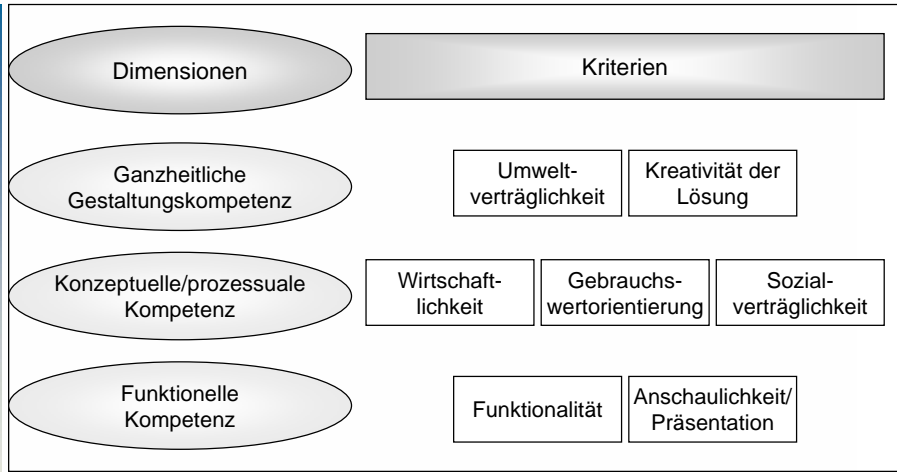 Dimensionen
Kriterien
Ganzheitliche
Gestaltungskompetenz
Umwelt-
verträglichkeit
Kreativität der
Lösung
Konzeptuelle/prozessuale
Kompetenz
Wirtschaft-
lichkeit
Gebrauchs-
wertorientierung
Sozial-
verträglichkeit
Funktionelle
Kompetenz
Funktionalität
Anschaulichkeit/
Präsentation